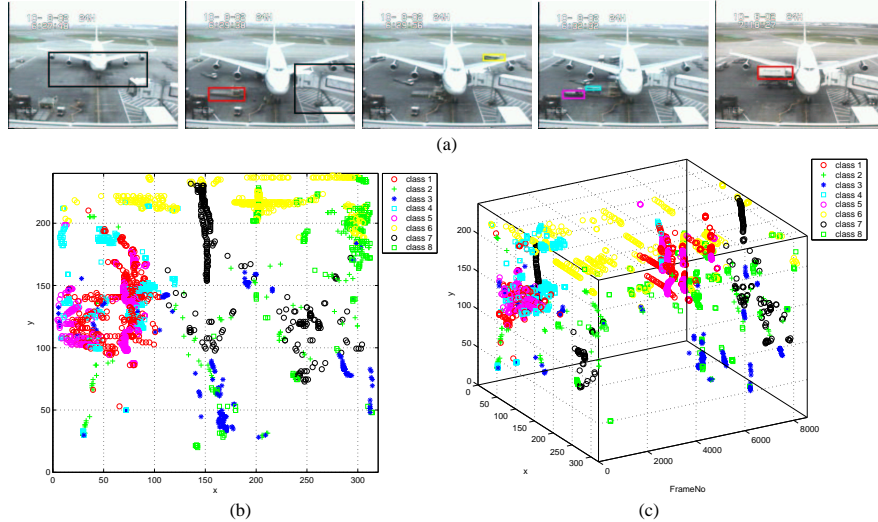 (a)
class 1
class 2
class 3
class 4
class 5
class 6
class 7
class 8
200
150
100
50
0
y
0
50
100
150
200
250
300
x
(b)
class 1
class 2
class 3
class 4
class 5
class 6
class 7
class 8
200
150
100
50
0
y
50
100
150
200
250
300
x
0
2000
4000
6000
8000
FrameNo
(c)